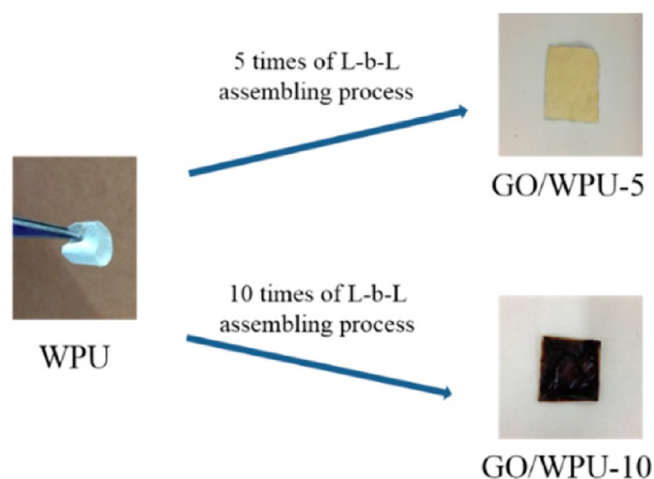 5 times of L-b-L
assembling process
GO/WPU-5
WPU
10 times of L-b-L
assembling process
GO/WPU-10